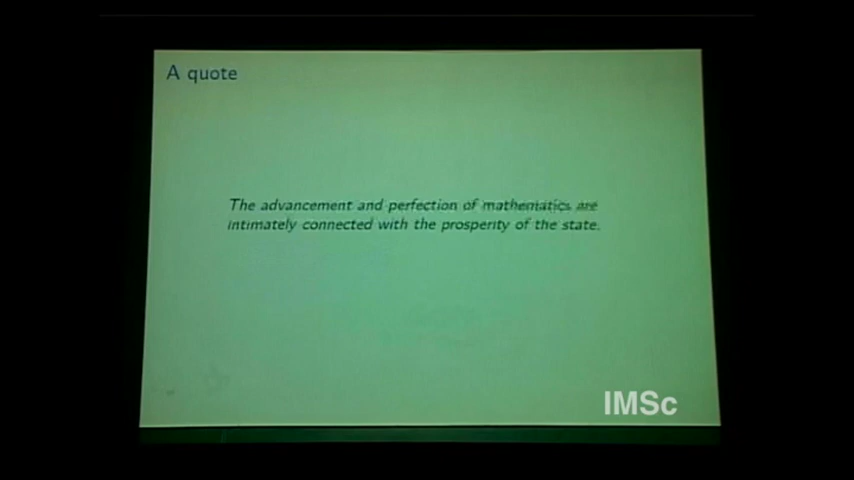 A quote
The advancement and perfection of mathematics are
intimately connected with the prosperity of the state.
IMSc